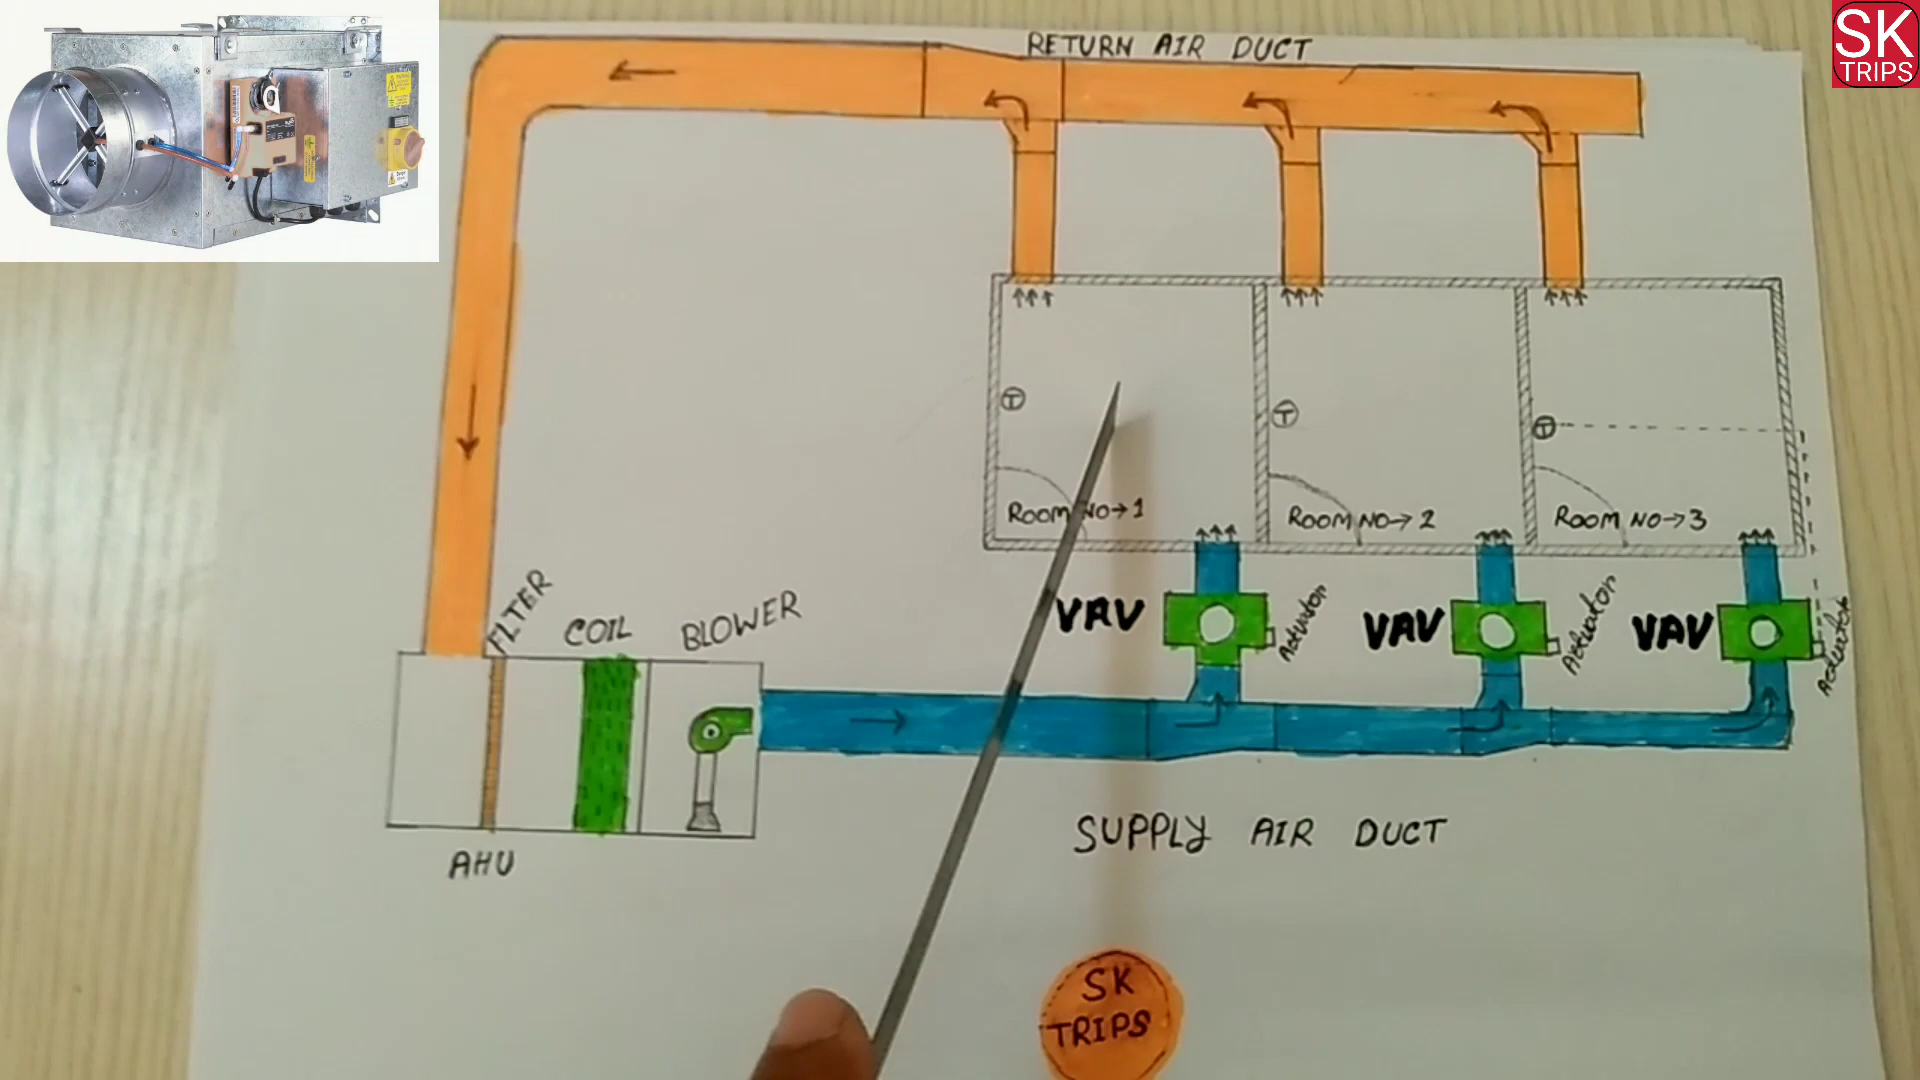 SK
TRIPS
RETURN AIR DUCT
T
T
T
ROOM NO→1
ROOM NO→2
ROOM NO→3
FILTER
COIL
BLOWER
VAV
Actuator
VAV
Actuator
VAV
Actuator
AHU
SUPPLY AIR DUCT
SK
TRIPS